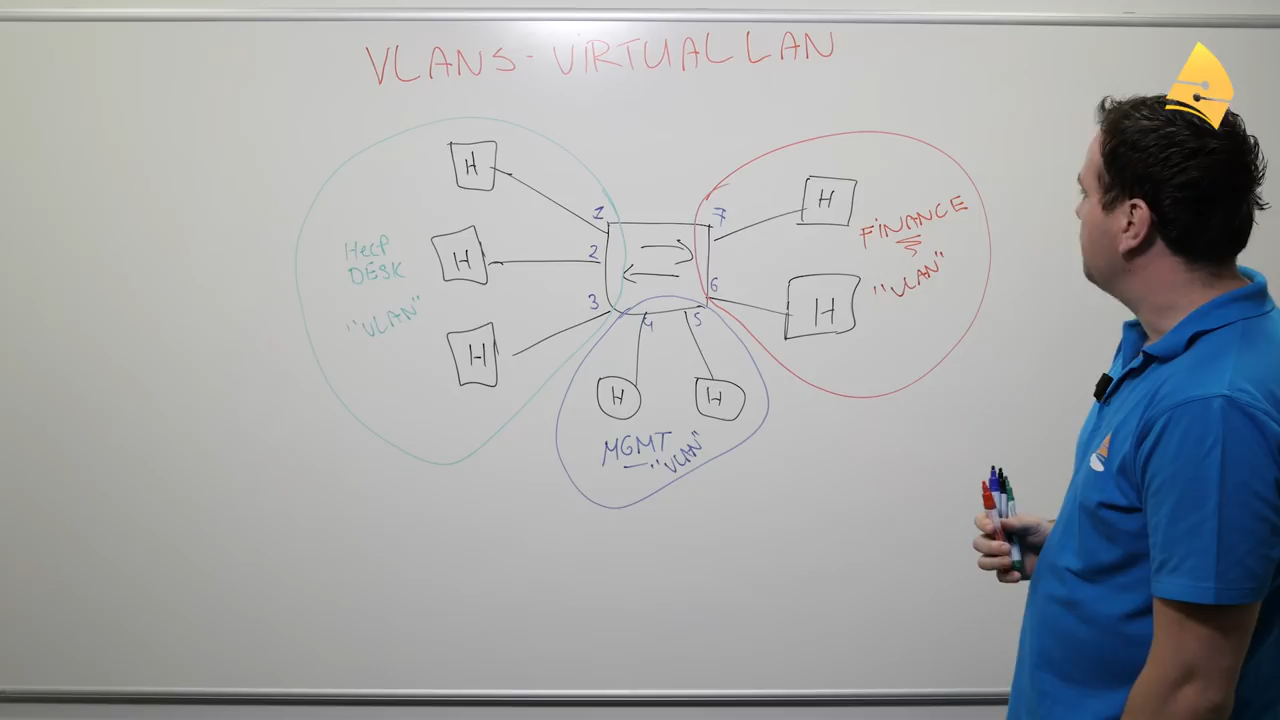 VLANS - VIRTUAL LAN
H
H
H
HELP
DESK
"VLAN"
1
2
3
4
5
6
7
H
H
FINANCE
"VLAN"
H
H
MGMT
"VLAN"